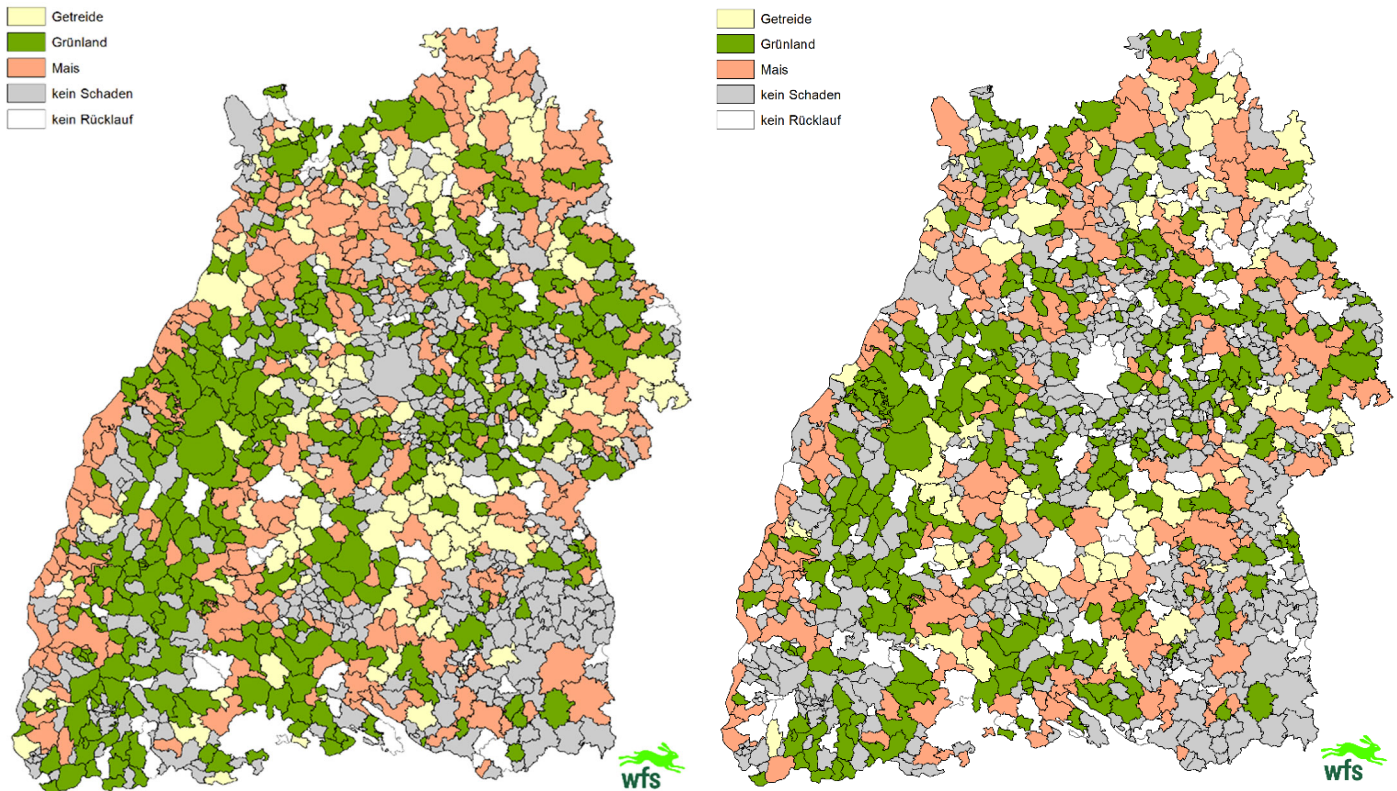 Getreide
Grünland
Mais
kein Schaden
kein Rücklauf
wfs
Getreide
Grünland
Mais
kein Schaden
kein Rücklauf
wfs